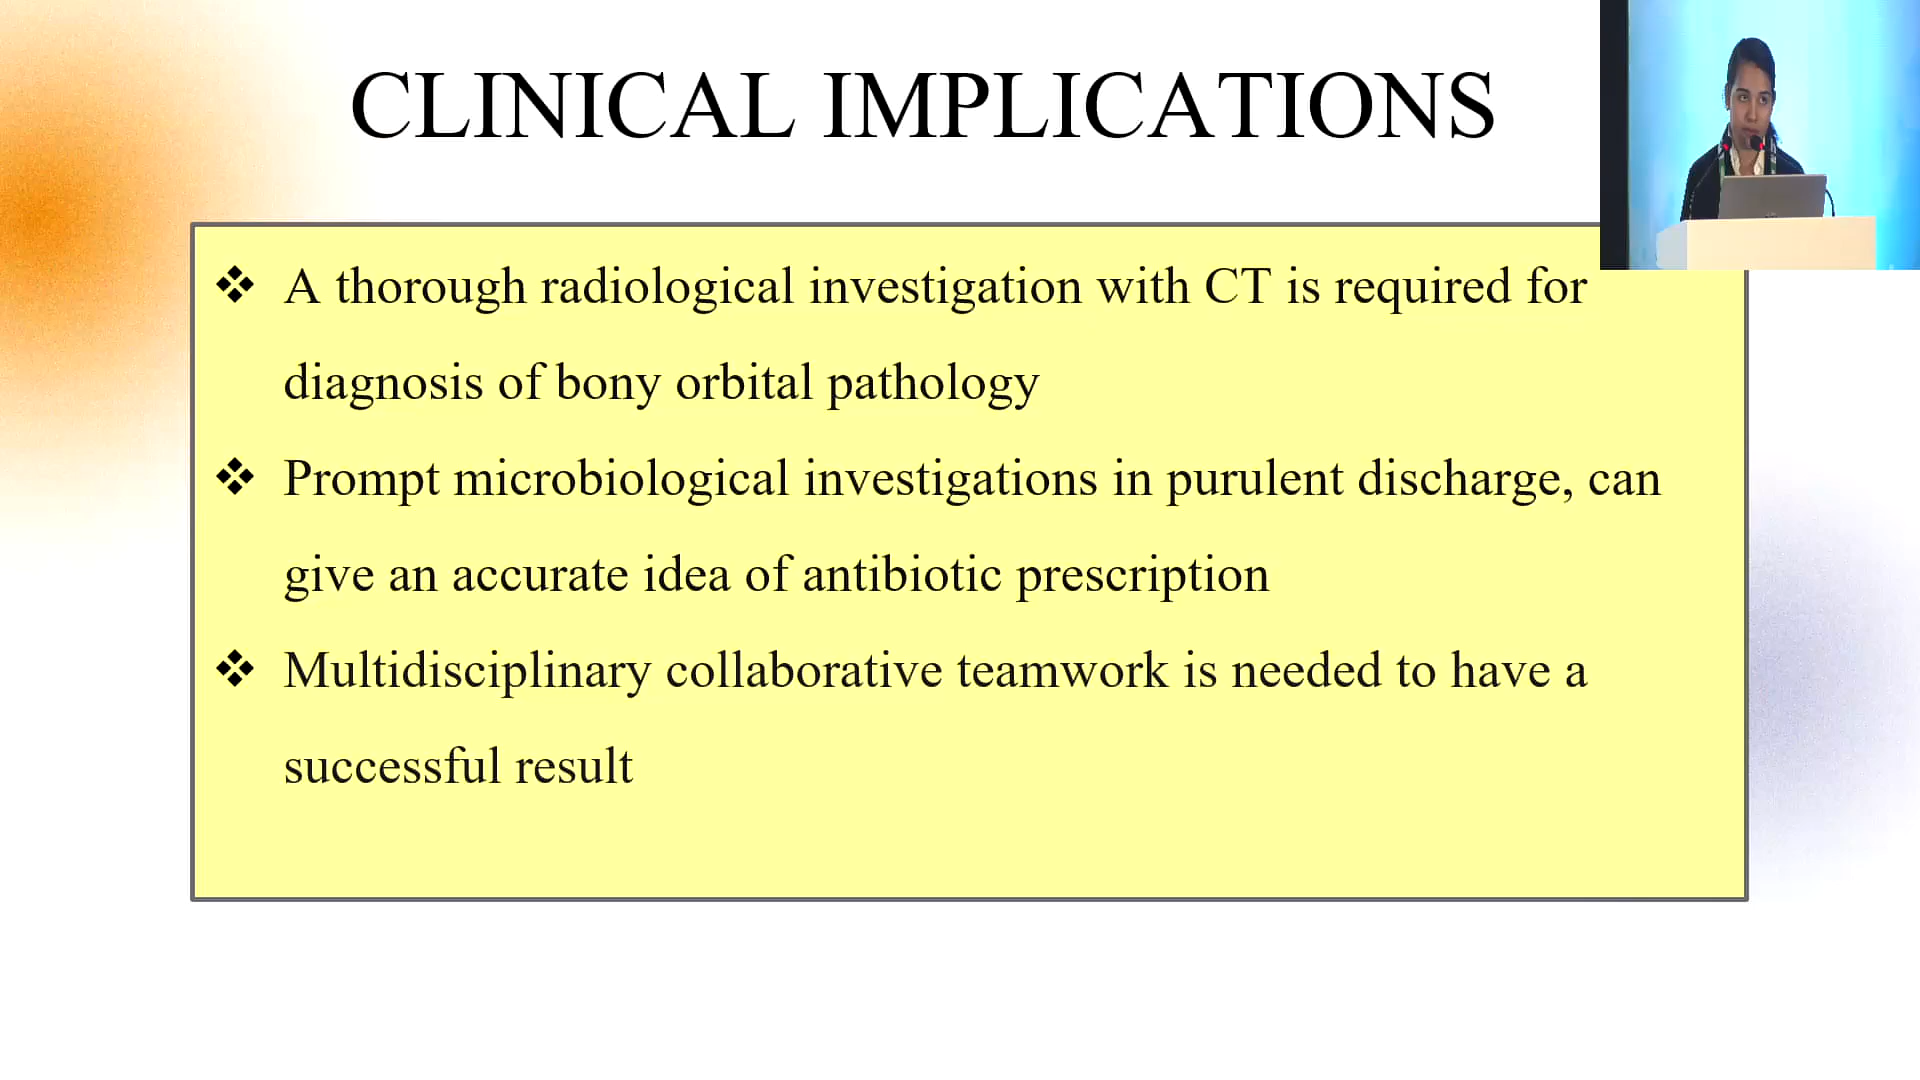 CLINICAL IMPLICATIONS
❖ A thorough radiological investigation with CT is required for
diagnosis of bony orbital pathology
❖ Prompt microbiological investigations in purulent discharge, can
give an accurate idea of antibiotic prescription
❖ Multidisciplinary collaborative teamwork is needed to have a
successful result